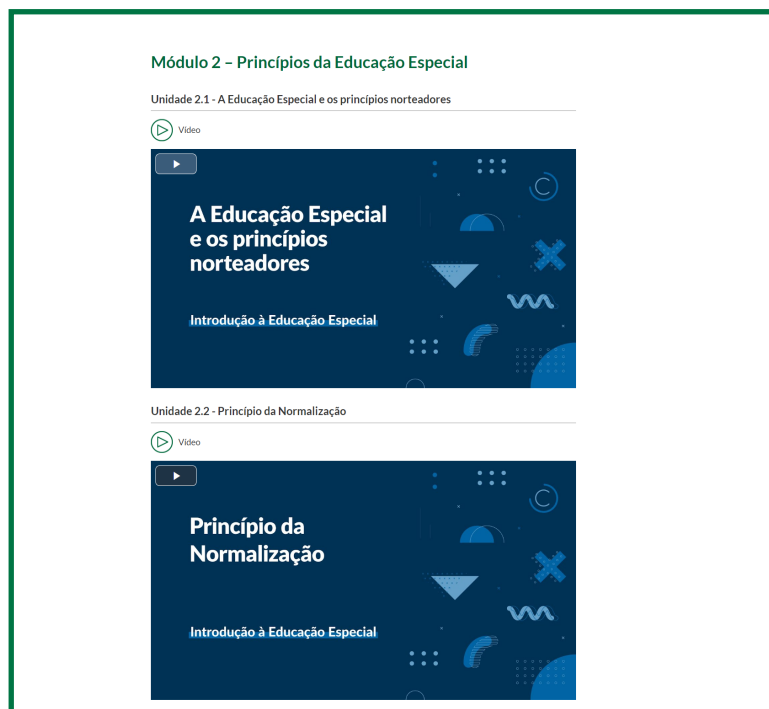 Módulo 2 – Princípios da Educação Especial
Unidade 2.1 - A Educação Especial e os princípios norteadores
Vídeo
A Educação Especial
e os princípios
norteadores
Introdução à Educação Especial
Unidade 2.2 - Princípio da Normalização
Vídeo
Princípio da
Normalização
Introdução à Educação Especial